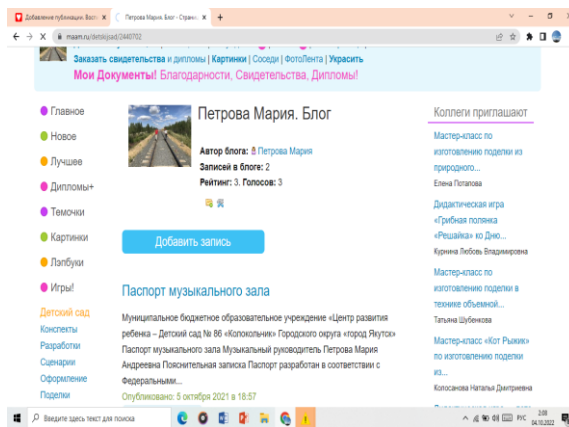 Добавление публикации. Восп
Петрова Мария. Блог - Страни
maam.ru/detskijsad/2440702
Заказать свидетельства и дипломы | Картинки | Соседи | ФотоЛента | Украсить
Мои Документы! Благодарности, Свидетельства, Дипломы!
Главное
Новое
Лучшее
Дипломы+
Темочки
Картинки
Лэпбуки
Игры!
Детский сад
Конспекты
Разработки
Сценарии
Оформление
Поделки
Петрова Мария. Блог
Автор блога: Петрова Мария
Записей в блоге: 2
Рейтинг: 3. Голосов: 3
Добавить запись
Паспорт музыкального зала
Муниципальное бюджетное образовательное учреждение «Центр развития
ребенка – Детский сад № 86 «Колокольчик» Городского округа «город Якутск»
Паспорт музыкального зала Музыкальный руководитель Петрова Мария
Андреевна Пояснительная записка Паспорт разработан в соответствии с
Федеральными...
Опубликовано: 5 октября 2021 в 18:57
Коллеги приглашают
Мастер-класс по
изготовлению поделки из
природного...
Елена Потапова
Дидактическая игра
«Грибная полянка
«Решайка» ко Дню...
Курнина Любовь Владимировна
Мастер-класс по
изготовлению поделки в
технике объемной...
Татьяна Шубенкова
Мастер-класс «Кот Рыжик»
по изготовлению поделки
из...
Колосанова Наталья Дмитриевна
Введите здесь текст для поиска
РУС
2:08
04.10.2022